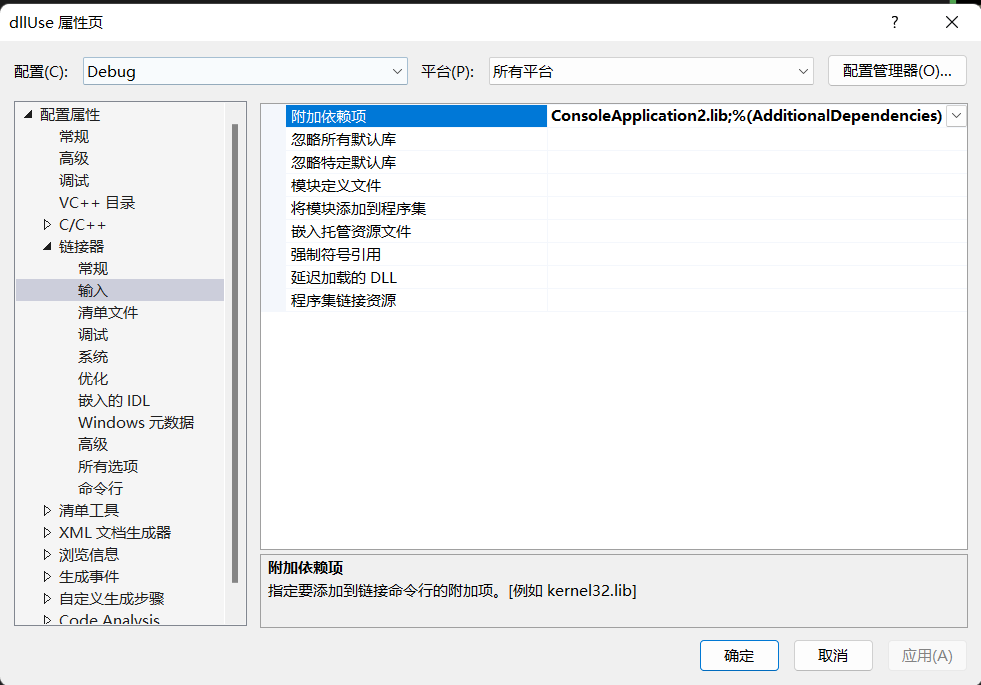 dllUse 属性页
?
配置(C): Debug 平台(P): 所有平台 配置管理器(O)...
配置属性
常规
高级
调试
VC++ 目录
C/C++
链接器
常规
输入
清单文件
调试
系统
优化
嵌入的 IDL
Windows 元数据
高级
所有选项
命令行
清单工具
XML 文档生成器
浏览信息
生成事件
自定义生成步骤
Code Analysis
附加依赖项 ConsoleApplication2.lib;%(AdditionalDependencies)
忽略所有默认库
忽略特定默认库
模块定义文件
将模块添加到程序集
嵌入托管资源文件
强制符号引用
延迟加载的 DLL
程序集链接资源
附加依赖项
指定要添加到链接命令行的附加项。[例如 kernel32.lib]
确定 取消 应用(A)